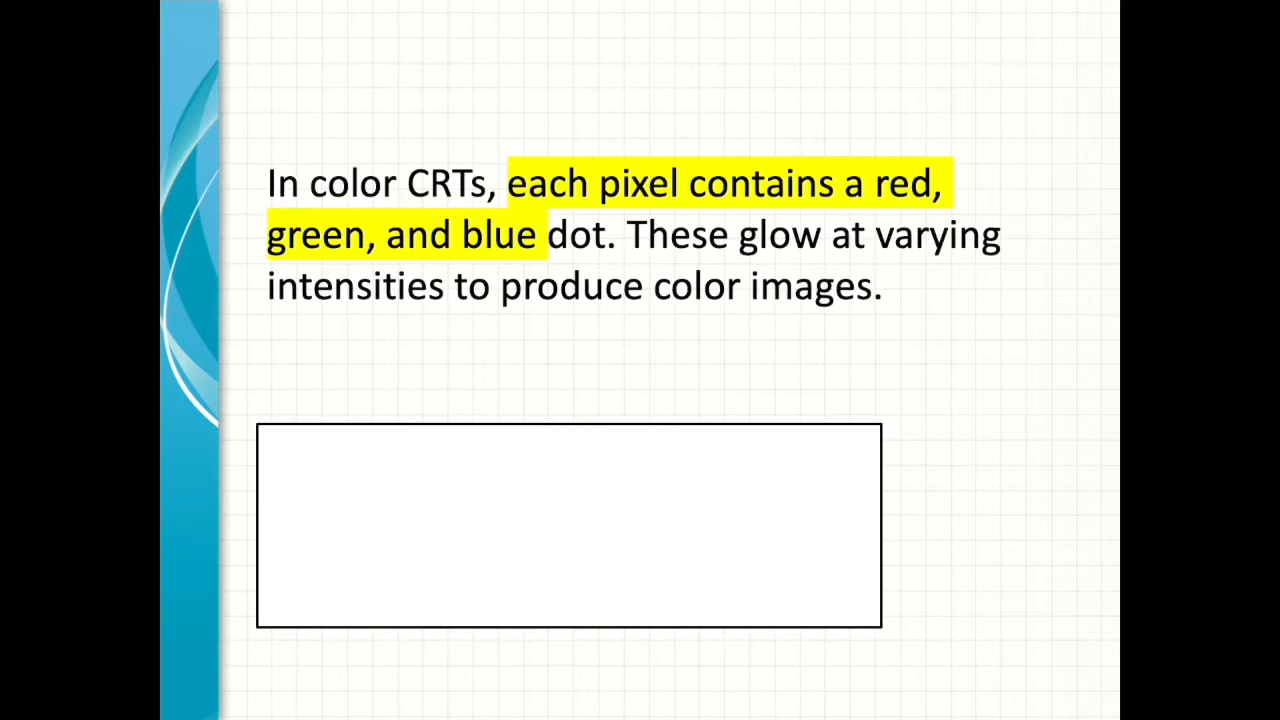 In color CRTs, each pixel contains a red,
green, and blue dot. These glow at varying
intensities to produce color images.